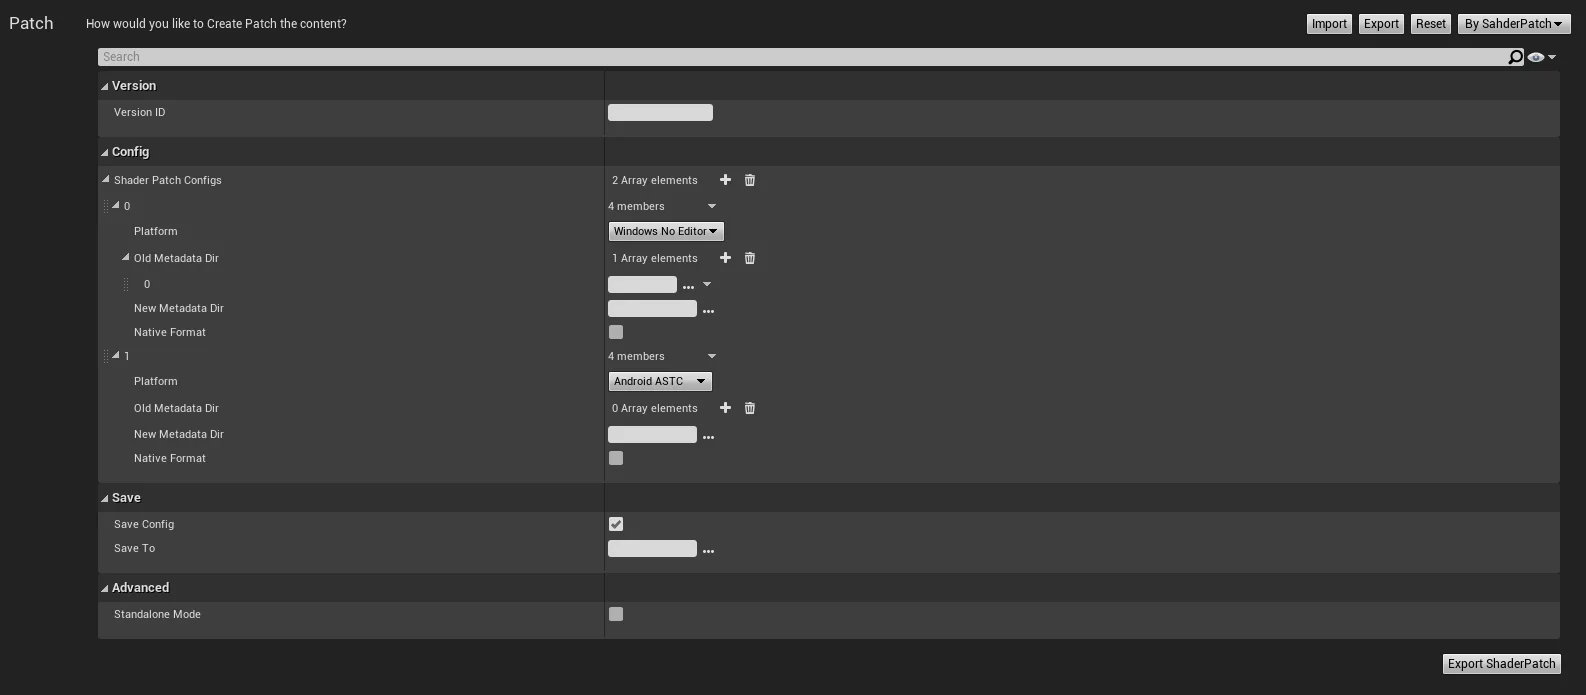 Patch How would you like to Create Patch the content? Import Export Reset By SahderPatch
Search
Version
Version ID
Config
Shader Patch Configs 2 Array elements
0 4 members
Platform Windows No Editor
Old Metadata Dir 1 Array elements
0 ...
New Metadata Dir ...
Native Format
1 4 members
Platform Android ASTC
Old Metadata Dir 0 Array elements
New Metadata Dir ...
Native Format
Save
Save Config
Save To ...
Advanced
Standalone Mode
Export ShaderPatch